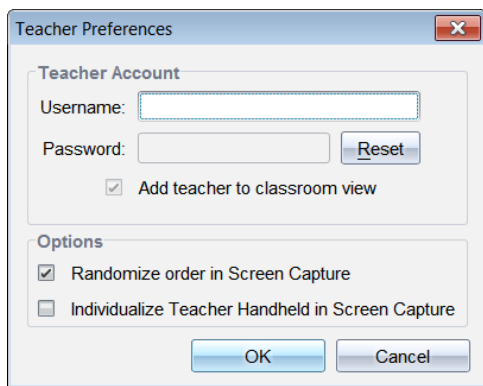 Teacher Preferences
Teacher Account
Username:
Password:
Reset
Add teacher to classroom view
Options
Randomize order in Screen Capture
Individualize Teacher Handheld in Screen Capture
OK
Cancel